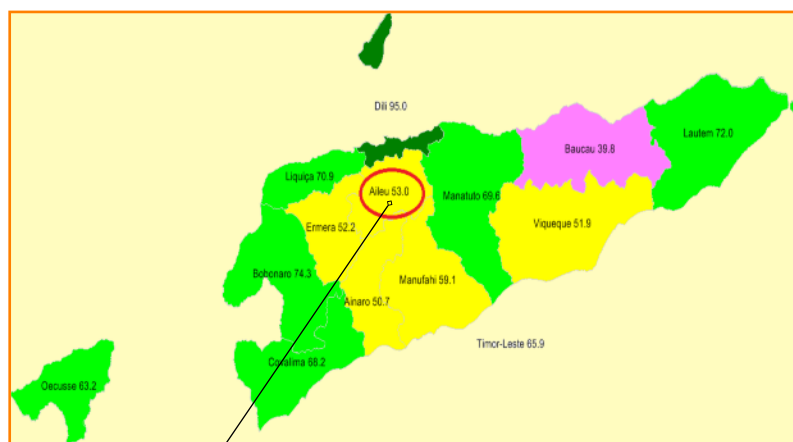 Dili 95.0
Lautem 72.0
Baucau 39.8
Liquiça 70.9
Aileu 53.0
Manatuto 69.6
Ermera 52.2
Viqueque 51.9
Bobonaro 74.3
Manufahi 59.1
Ainaro 50.7
Timor-Leste 65.9
Covalima 68.2
Oecusse 63.2